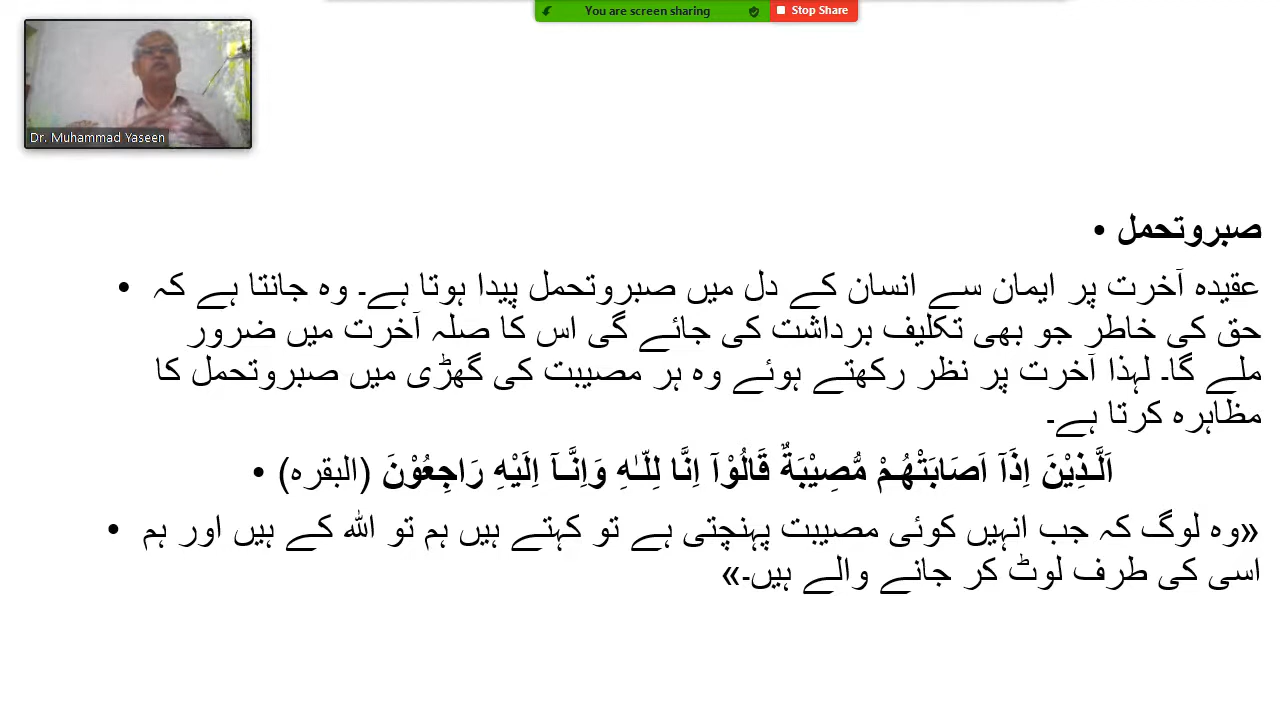 You are screen sharing
Stop Share
Dr. Muhammad Yaseen
صبروتحمل •
عقیدہ آخرت پر ایمان سے انسان کے دل میں صبروتحمل پیدا ہوتا ہے۔ وہ جانتا ہے کہ •
حق کی خاطر جو بھی تکلیف برداشت کی جائے گی اس کا صلہ آخرت میں ضرور
ملے گا۔ لہذا آخرت پر نظر رکھتے ہوئے وہ ہر مصیبت کی گھڑی میں صبروتحمل کا
مظاہرہ کرتا ہے۔
اَلَّـذِيْنَ اِذَآ اَصَابَتْهُـمْ مُّصِيْبَةٌ قَالُوْآ اِنَّا لِلّـٰهِ وَاِنَّـآ اِلَيْهِ رَاجِعُوْنَ (البقرہ) •
«وہ لوگ کہ جب انہیں کوئی مصیبت پہنچتی ہے تو کہتے ہیں ہم تو اللہ کے ہیں اور ہم •
اسی کی طرف لوٹ کر جانے والے ہیں۔»